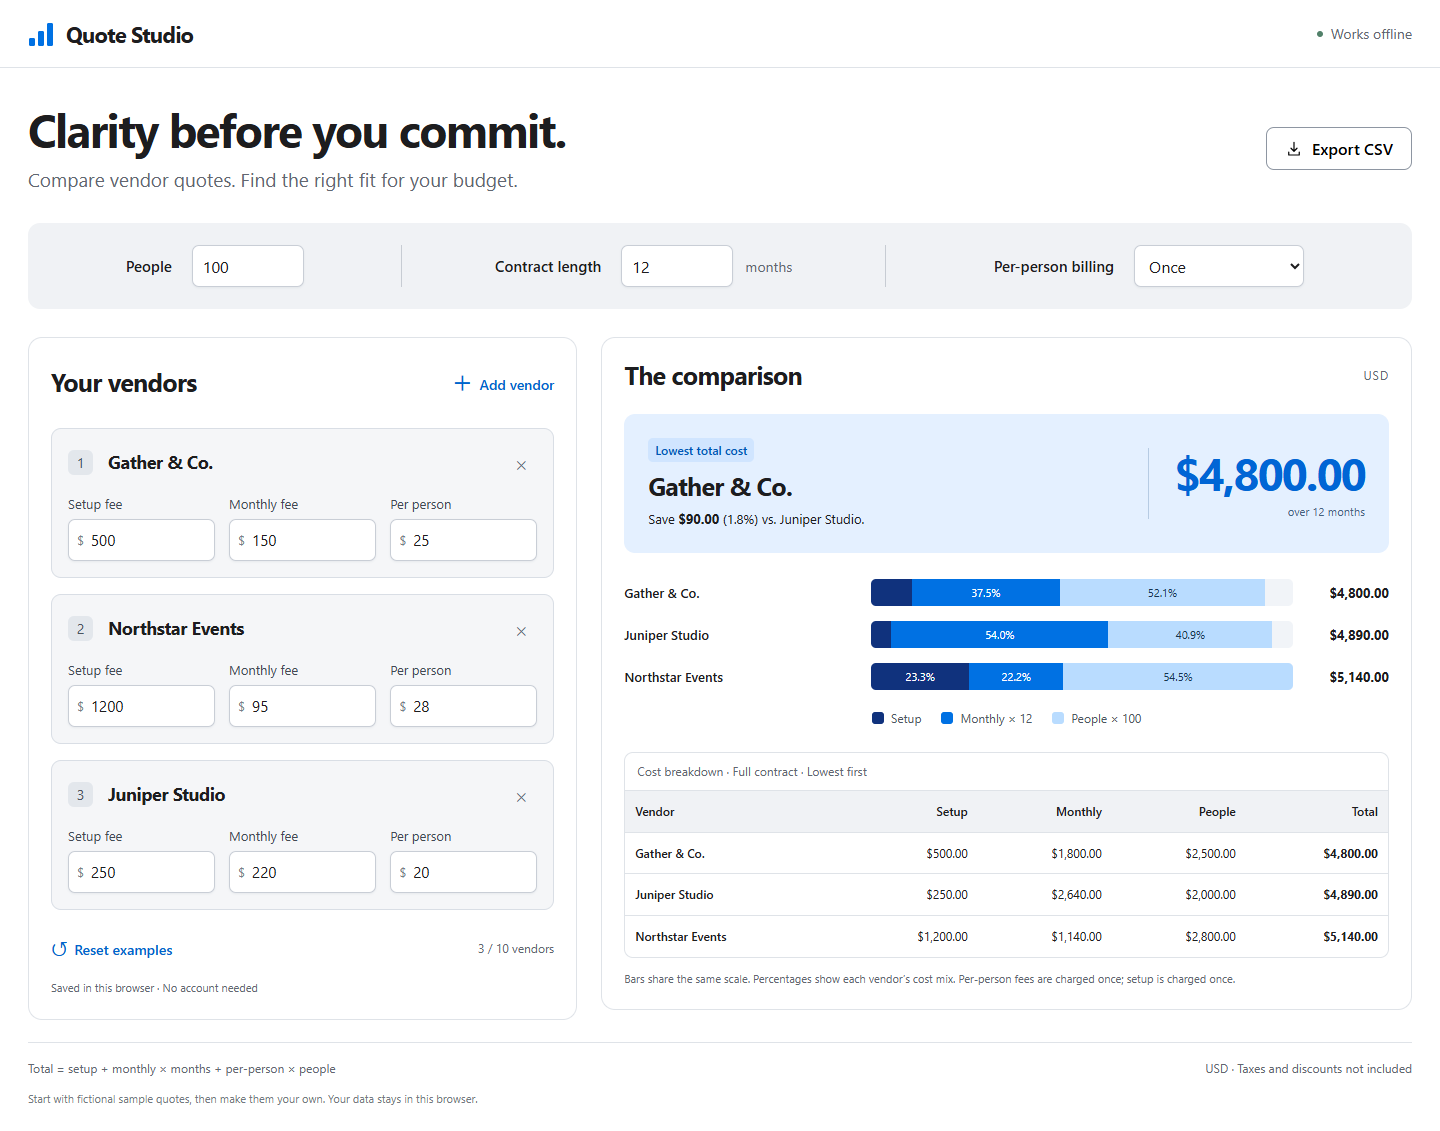 Quote Studio
Works offline
Clarity before you commit.
Compare vendor quotes. Find the right fit for your budget.
Export CSV
People 100
Contract length 12 months
Per-person billing Once
Your vendors
Add vendor
1 Gather & Co. ×
Setup fee Monthly fee Per person
$ 500 $ 150 $ 25
2 Northstar Events ×
Setup fee Monthly fee Per person
$ 1200 $ 95 $ 28
3 Juniper Studio ×
Setup fee Monthly fee Per person
$ 250 $ 220 $ 20
Reset examples
3 / 10 vendors
Saved in this browser · No account needed
The comparison
USD
Lowest total cost
Gather & Co.
Save $90.00 (1.8%) vs. Juniper Studio.
$4,800.00
over 12 months
Gather & Co. 37.5% 52.1% $4,800.00
Juniper Studio 54.0% 40.9% $4,890.00
Northstar Events 23.3% 22.2% 54.5% $5,140.00
Setup Monthly × 12 People × 100
Cost breakdown · Full contract · Lowest first
Vendor Setup Monthly People Total
Gather & Co. $500.00 $1,800.00 $2,500.00 $4,800.00
Juniper Studio $250.00 $2,640.00 $2,000.00 $4,890.00
Northstar Events $1,200.00 $1,140.00 $2,800.00 $5,140.00
Bars share the same scale. Percentages show each vendor's cost mix. Per-person fees are charged once; setup is charged once.
Total = setup + monthly × months + per-person × people
USD · Taxes and discounts not included
Start with fictional sample quotes, then make them your own. Your data stays in this browser.